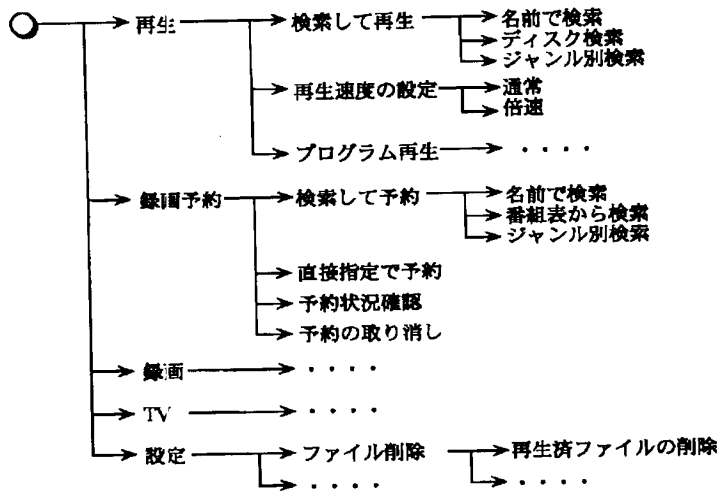 再生
検索して再生
名前で検索
ディスク検索
ジャンル別検索
再生速度の設定
通常
倍速
プログラム再生
・・・・
録画予約
検索して予約
名前で検索
番組表から検索
ジャンル別検索
直接指定で予約
予約状況確認
予約の取り消し
録画
・・・・
TV
・・・・
設定
ファイル削除
再生済ファイルの削除
・・・・
・・・・